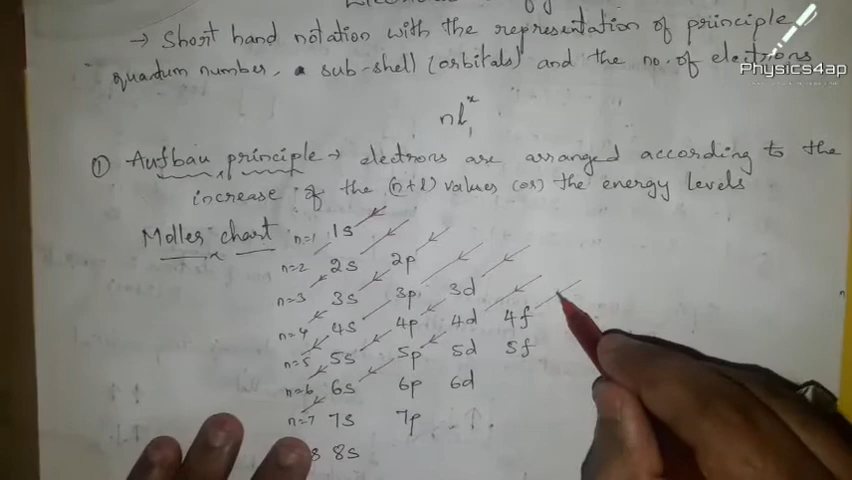 → Short hand notation with the representation of principle
quantum number, sub-shell (orbitals) and the no. of electrons
Physics4ap
nl^x
① Aufbau principle → electrons are arranged according to the
increase of the (n+l) values (or) the energy levels
Moller chart
n=1 1s
n=2 2s 2p
n=3 3s 3p 3d
n=4 4s 4p 4d 4f
n=5 5s 5p 5d 5f
n=6 6s 6p 6d
n=7 7s 7p
8 8s